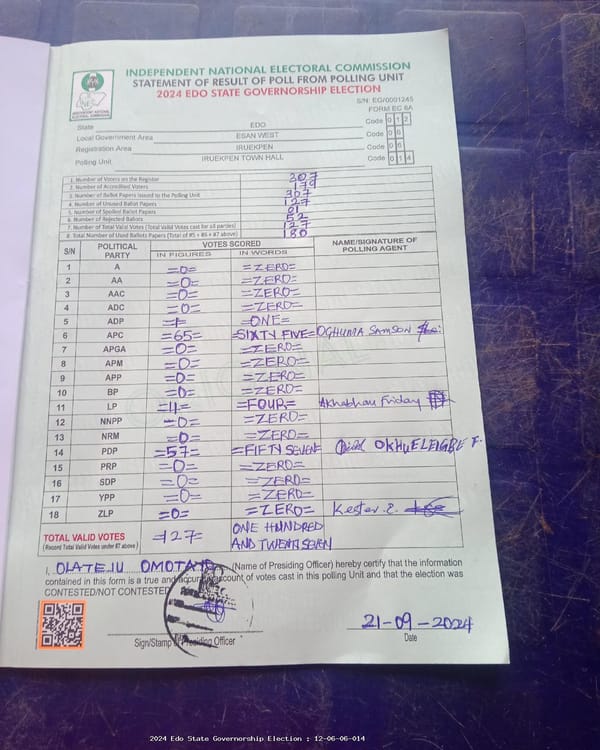 INDEPENDENT NATIONAL ELECTORAL COMMISSION
STATEMENT OF RESULT OF POLL FROM POLLING UNIT
2024 EDO STATE GOVERNORSHIP ELECTION
S/N: EG/0001245
FORM EC 8A
State EDO Code 0 1 2
Local Government Area ESAN WEST Code 0 6
Registration Area IRUEKPEN Code 0 6
Polling Unit IRUEKPEN TOWN HALL Code 0 1 4
1. Number of Voters on the Register 307
2. Number of Accredited Voters 179
3. Number of Ballot Papers Issued to the Polling Unit 307
4. Number of Unused Ballot Papers 127
5. Number of Spoiled Ballot Papers 01
6. Number of Rejected Ballots 52
7. Number of Total Valid Votes (Total Valid Votes cast for all parties) 127
8. Total Number of Used Ballots Papers (Total of #5 + #6 + #7 above) 180
S/N POLITICAL PARTY VOTES SCORED NAME/SIGNATURE OF POLLING AGENT
IN FIGURES IN WORDS
1 A =0= =ZERO=
2 AA =0= =ZERO=
3 AAC =0= =ZERO=
4 ADC =0= =ZERO=
5 ADP =1= =ONE=
6 APC =65= =SIXTY FIVE= OGHUMA SAMSON
7 APGA =0= =ZERO=
8 APM =0= =ZERO=
9 APP =0= =ZERO=
10 BP =0= =ZERO=
11 LP =4= =FOUR= Friday
12 NNPP =0= =ZERO=
13 NRM =0= =ZERO=
14 PDP =57= =FIFTY SEVEN= OKHUELEIGBE F.
15 PRP =0= =ZERO=
16 SDP =0= =ZERO=
17 YPP =0= =ZERO=
18 ZLP =0= =ZERO= Kester E.
TOTAL VALID VOTES =127= ONE HUNDRED
(Record Total Valid Votes under #7 above) AND TWENTY SEVEN
I, OLATEJU OMOTAYO (Name of Presiding Officer) hereby certify that the information
contained in this form is a true and accurate account of votes cast in this polling Unit and that the election was
CONTESTED/NOT CONTESTED
21-09-2024
Sign/Stamp of Presiding Officer Date
2024 Edo State Governorship Election : 12-06-06-014